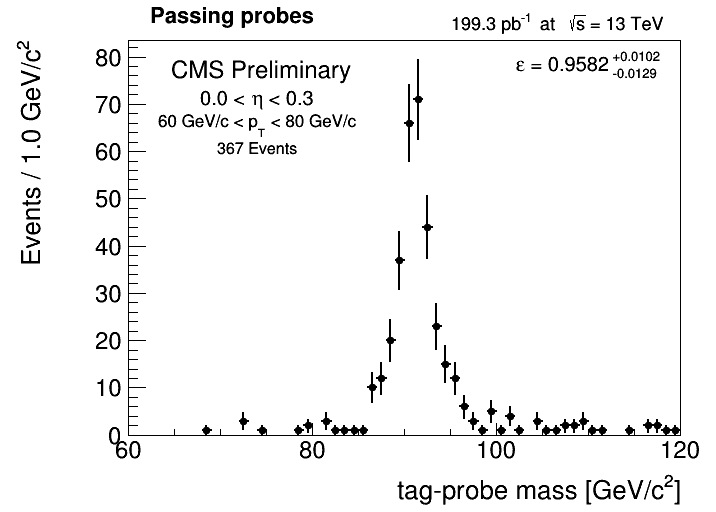 Passing probes
199.3 pb⁻¹ at √s = 13 TeV
CMS Preliminary
0.0 < η < 0.3
60 GeV/c < p_T < 80 GeV/c
367 Events
ε = 0.9582 +0.0102 -0.0129
Events / 1.0 GeV/c²
80
70
60
50
40
30
20
10
0
60 80 100 120
tag-probe mass [GeV/c²]